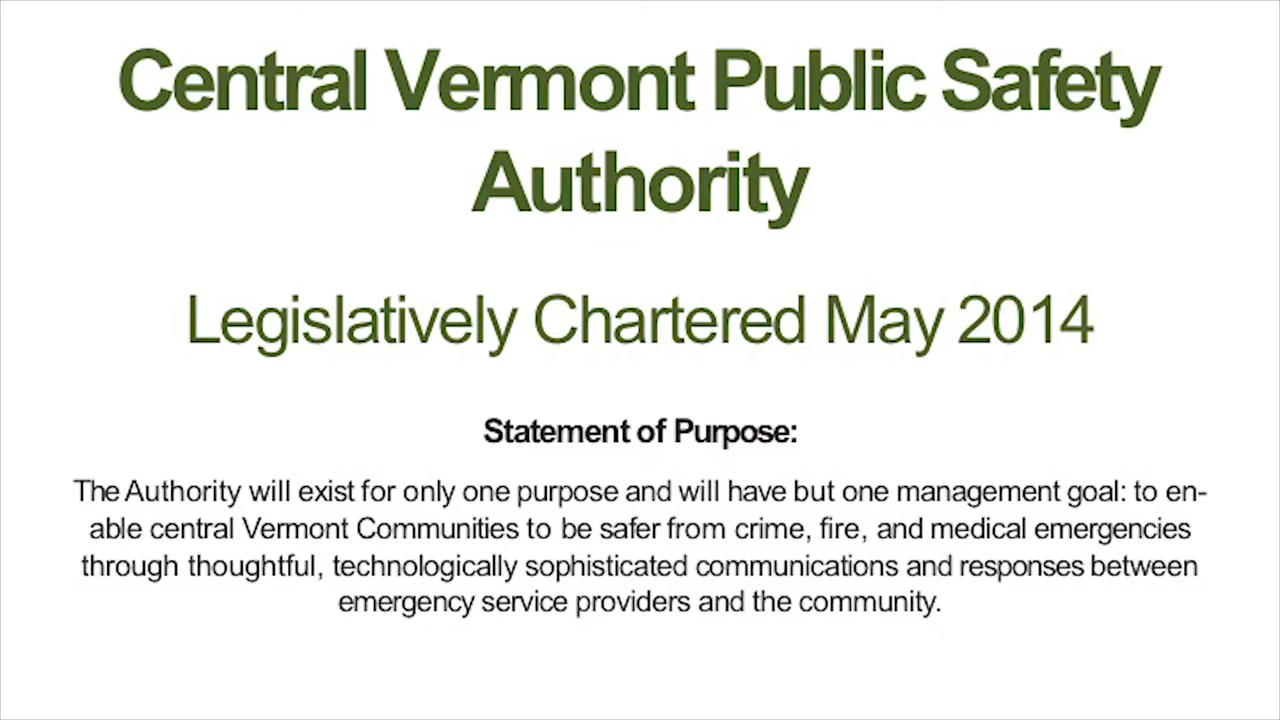 Central Vermont Public Safety
Authority
Legislatively Chartered May 2014
Statement of Purpose:
The Authority will exist for only one purpose and will have but one management goal: to en-
able central Vermont Communities to be safer from crime, fire, and medical emergencies
through thoughtful, technologically sophisticated communications and responses between
emergency service providers and the community.